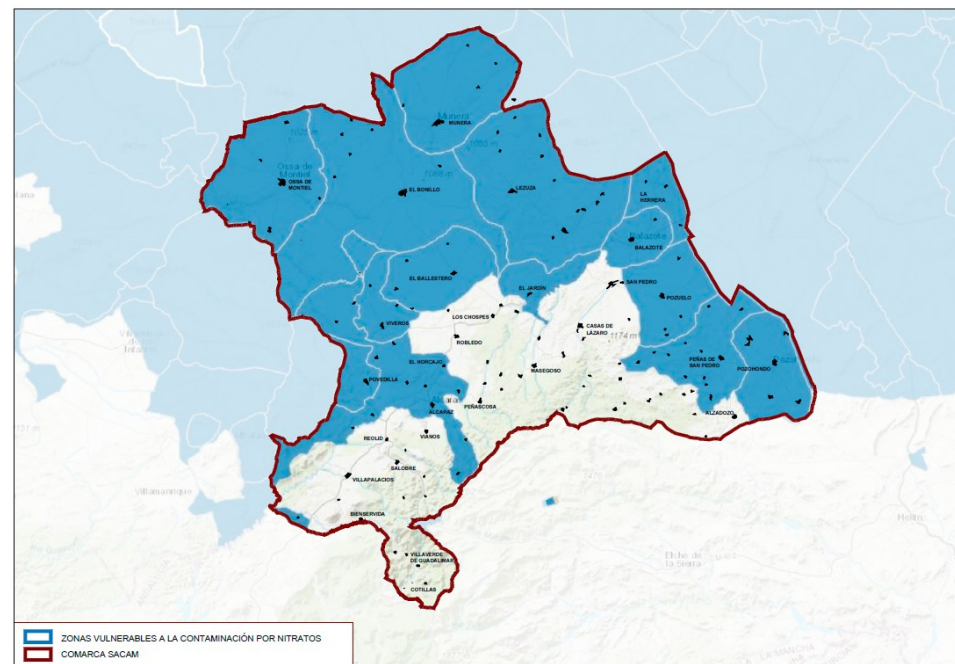 Munera
MUNERA
Ossa de
Montiel
OSSA DE
MONTIEL
EL BONILLO
LEZUZA
LA
HERRERA
Balazote
BALAZOTE
EL BALLESTERO
EL JARDÍN
SAN PEDRO
POZUELO
LOS CHOSPES
VIVEROS
CASAS DE
LÁZARO
1174 m
ROBLEDO
EL HORCAJO
MASEGOSO
PEÑAS DE
SAN PEDRO
POZOHONDO
POVEDILLA
PEÑASCOSA
ALCARAZ
ALZADOZO
VIANOS
REOLID
SALOBRE
VILLAPALACIOS
Villamanrique
BIENSERVIDA
Elche de
la Sierra
VILLAVERDE
DE GUADALIMAR
COTILLAS
ZONAS VULNERABLES A LA CONTAMINACIÓN POR NITRATOS
COMARCA SACAM